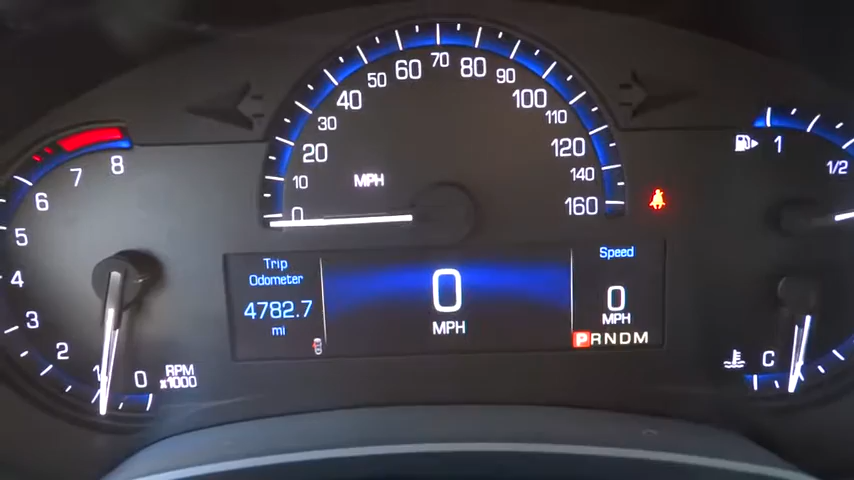 0 10 20 30 40 50 60 70 80 90 100 110 120 140 160
MPH
0 1 2 3 4 5 6 7 8
RPM
x1000
1
1/2
C
Trip
Odometer
4782.7
mi
0
MPH
Speed
0
MPH
PRNDM